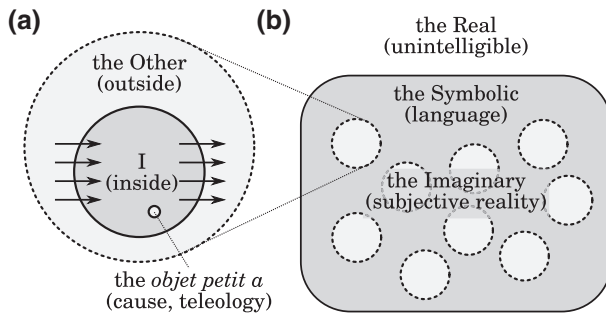 (a)
the Other
(outside)
I
(inside)
the objet petit a
(cause, teleology)
(b)
the Real
(unintelligible)
the Symbolic
(language)
the Imaginary
(subjective reality)